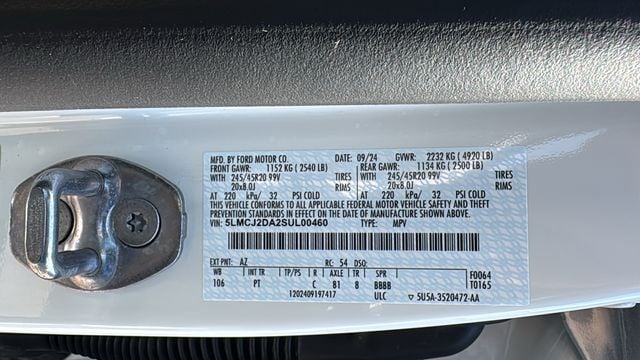 MFD. BY FORD MOTOR CO. DATE: 09/24 GVWR: 2232 KG ( 4920 LB)
FRONT GAWR: 1152 KG ( 2540 LB) REAR GAWR: 1134 KG ( 2500 LB)
245/45R20 99V TIRES 245/45R20 99V TIRES
20x8.0J RIMS 20x8.0J RIMS
AT 220 kPa/ 32 PSI COLD AT 220 kPa/ 32 PSI COLD
THIS VEHICLE CONFORMS TO ALL APPLICABLE FEDERAL MOTOR VEHICLE SAFETY AND THEFT
PREVENTION STANDARDS IN EFFECT ON THE DATE OF MANUFACTURE SHOWN ABOVE.
VIN: 5LMCJ2DA2SUL00460 TYPE: MPV
EXT PNT: AZ RC: 54 DSO:
WB INT TR TP/PS R AXLE TR SPR F0064
106 PT C 81 8 BBBB T0165
1202409197417 ULC 5U5A-3520472-AA